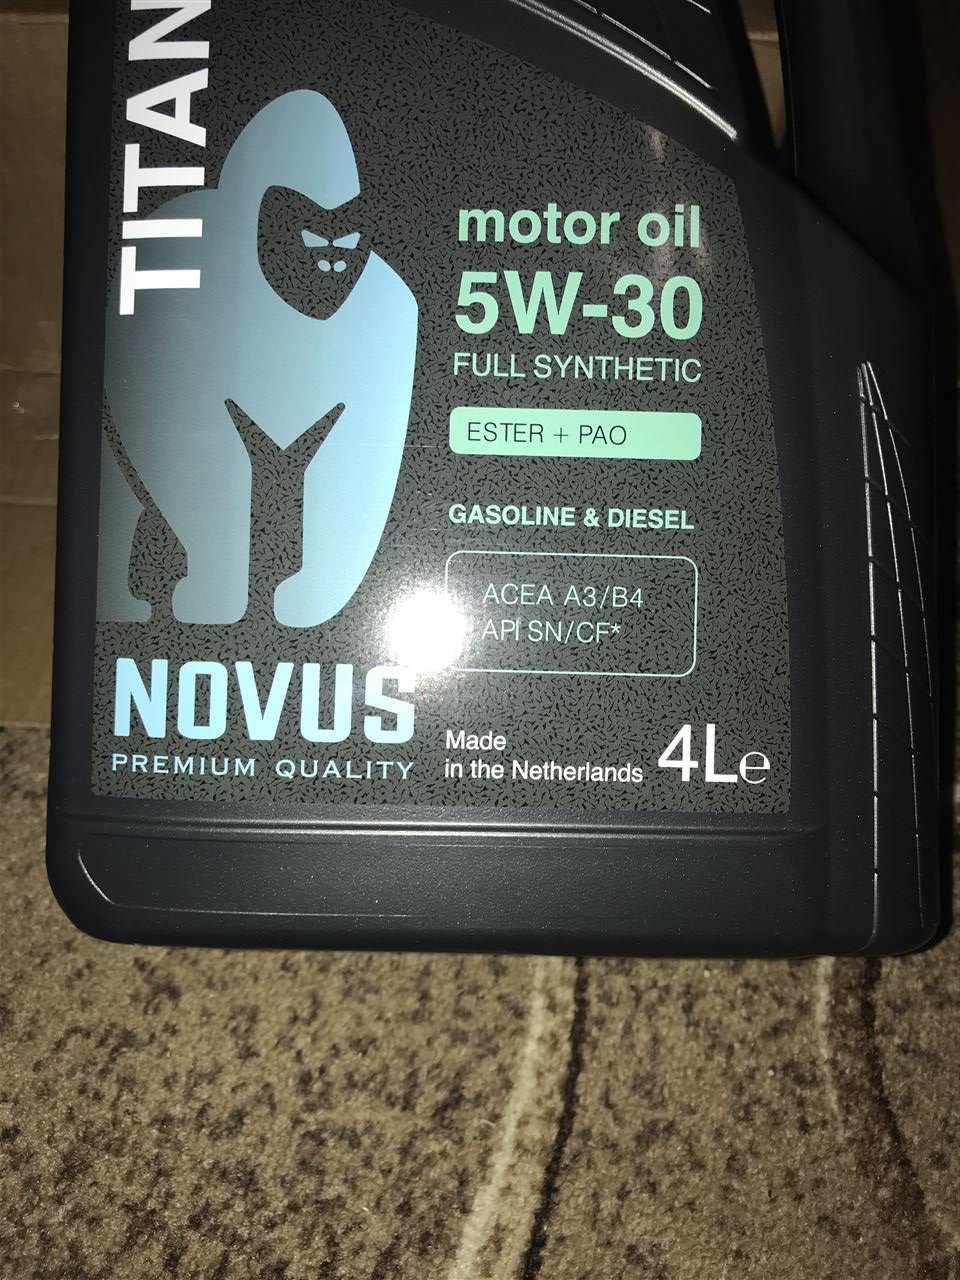 TITAN
motor oil
5W-30
FULL SYNTHETIC
ESTER + PAO
GASOLINE & DIESEL
ACEA A3/B4
API SN/CF*
NOVUS
PREMIUM QUALITY
Made
in the Netherlands
4L e